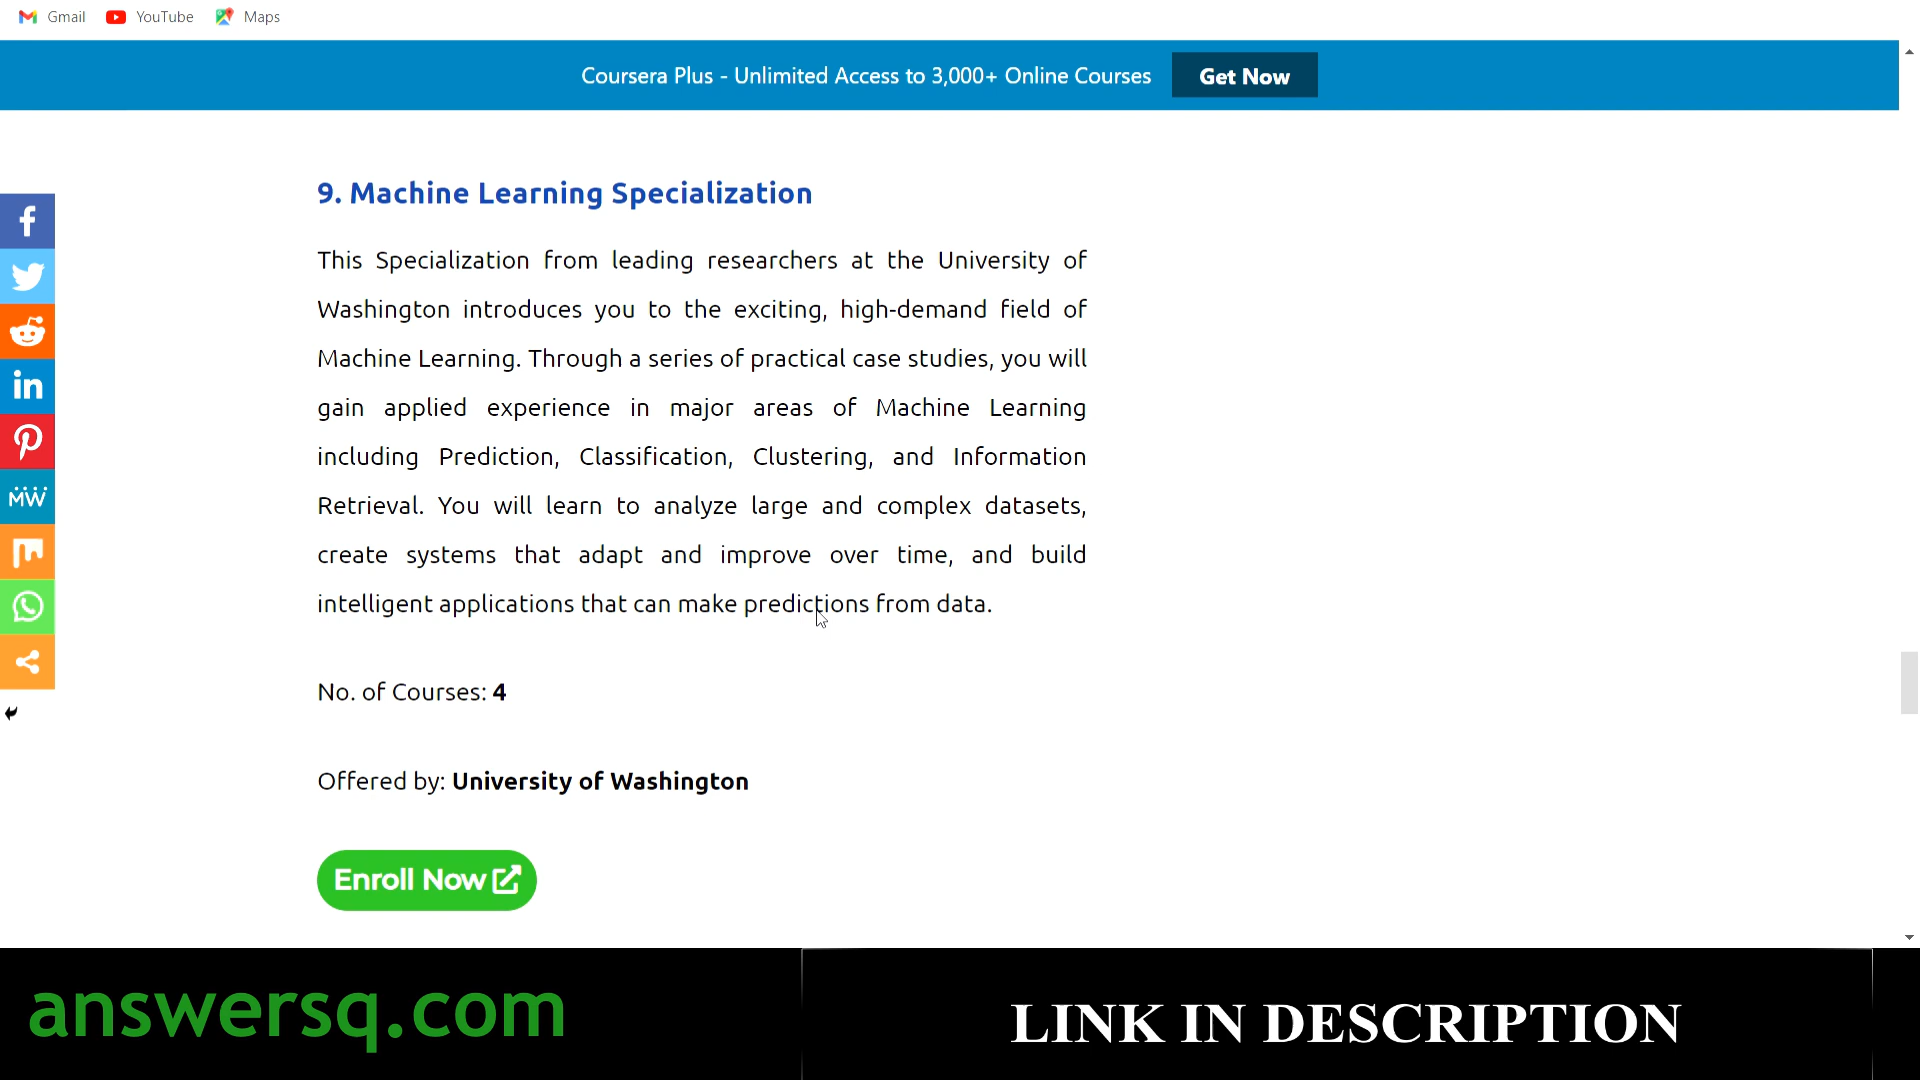 Gmail YouTube Maps
Coursera Plus - Unlimited Access to 3,000+ Online Courses Get Now
9. Machine Learning Specialization
This Specialization from leading researchers at the University of
Washington introduces you to the exciting, high-demand field of
Machine Learning. Through a series of practical case studies, you will
gain applied experience in major areas of Machine Learning
including Prediction, Classification, Clustering, and Information
Retrieval. You will learn to analyze large and complex datasets,
create systems that adapt and improve over time, and build
intelligent applications that can make predictions from data.
No. of Courses: 4
Offered by: University of Washington
Enroll Now
answersq.com
LINK IN DESCRIPTION